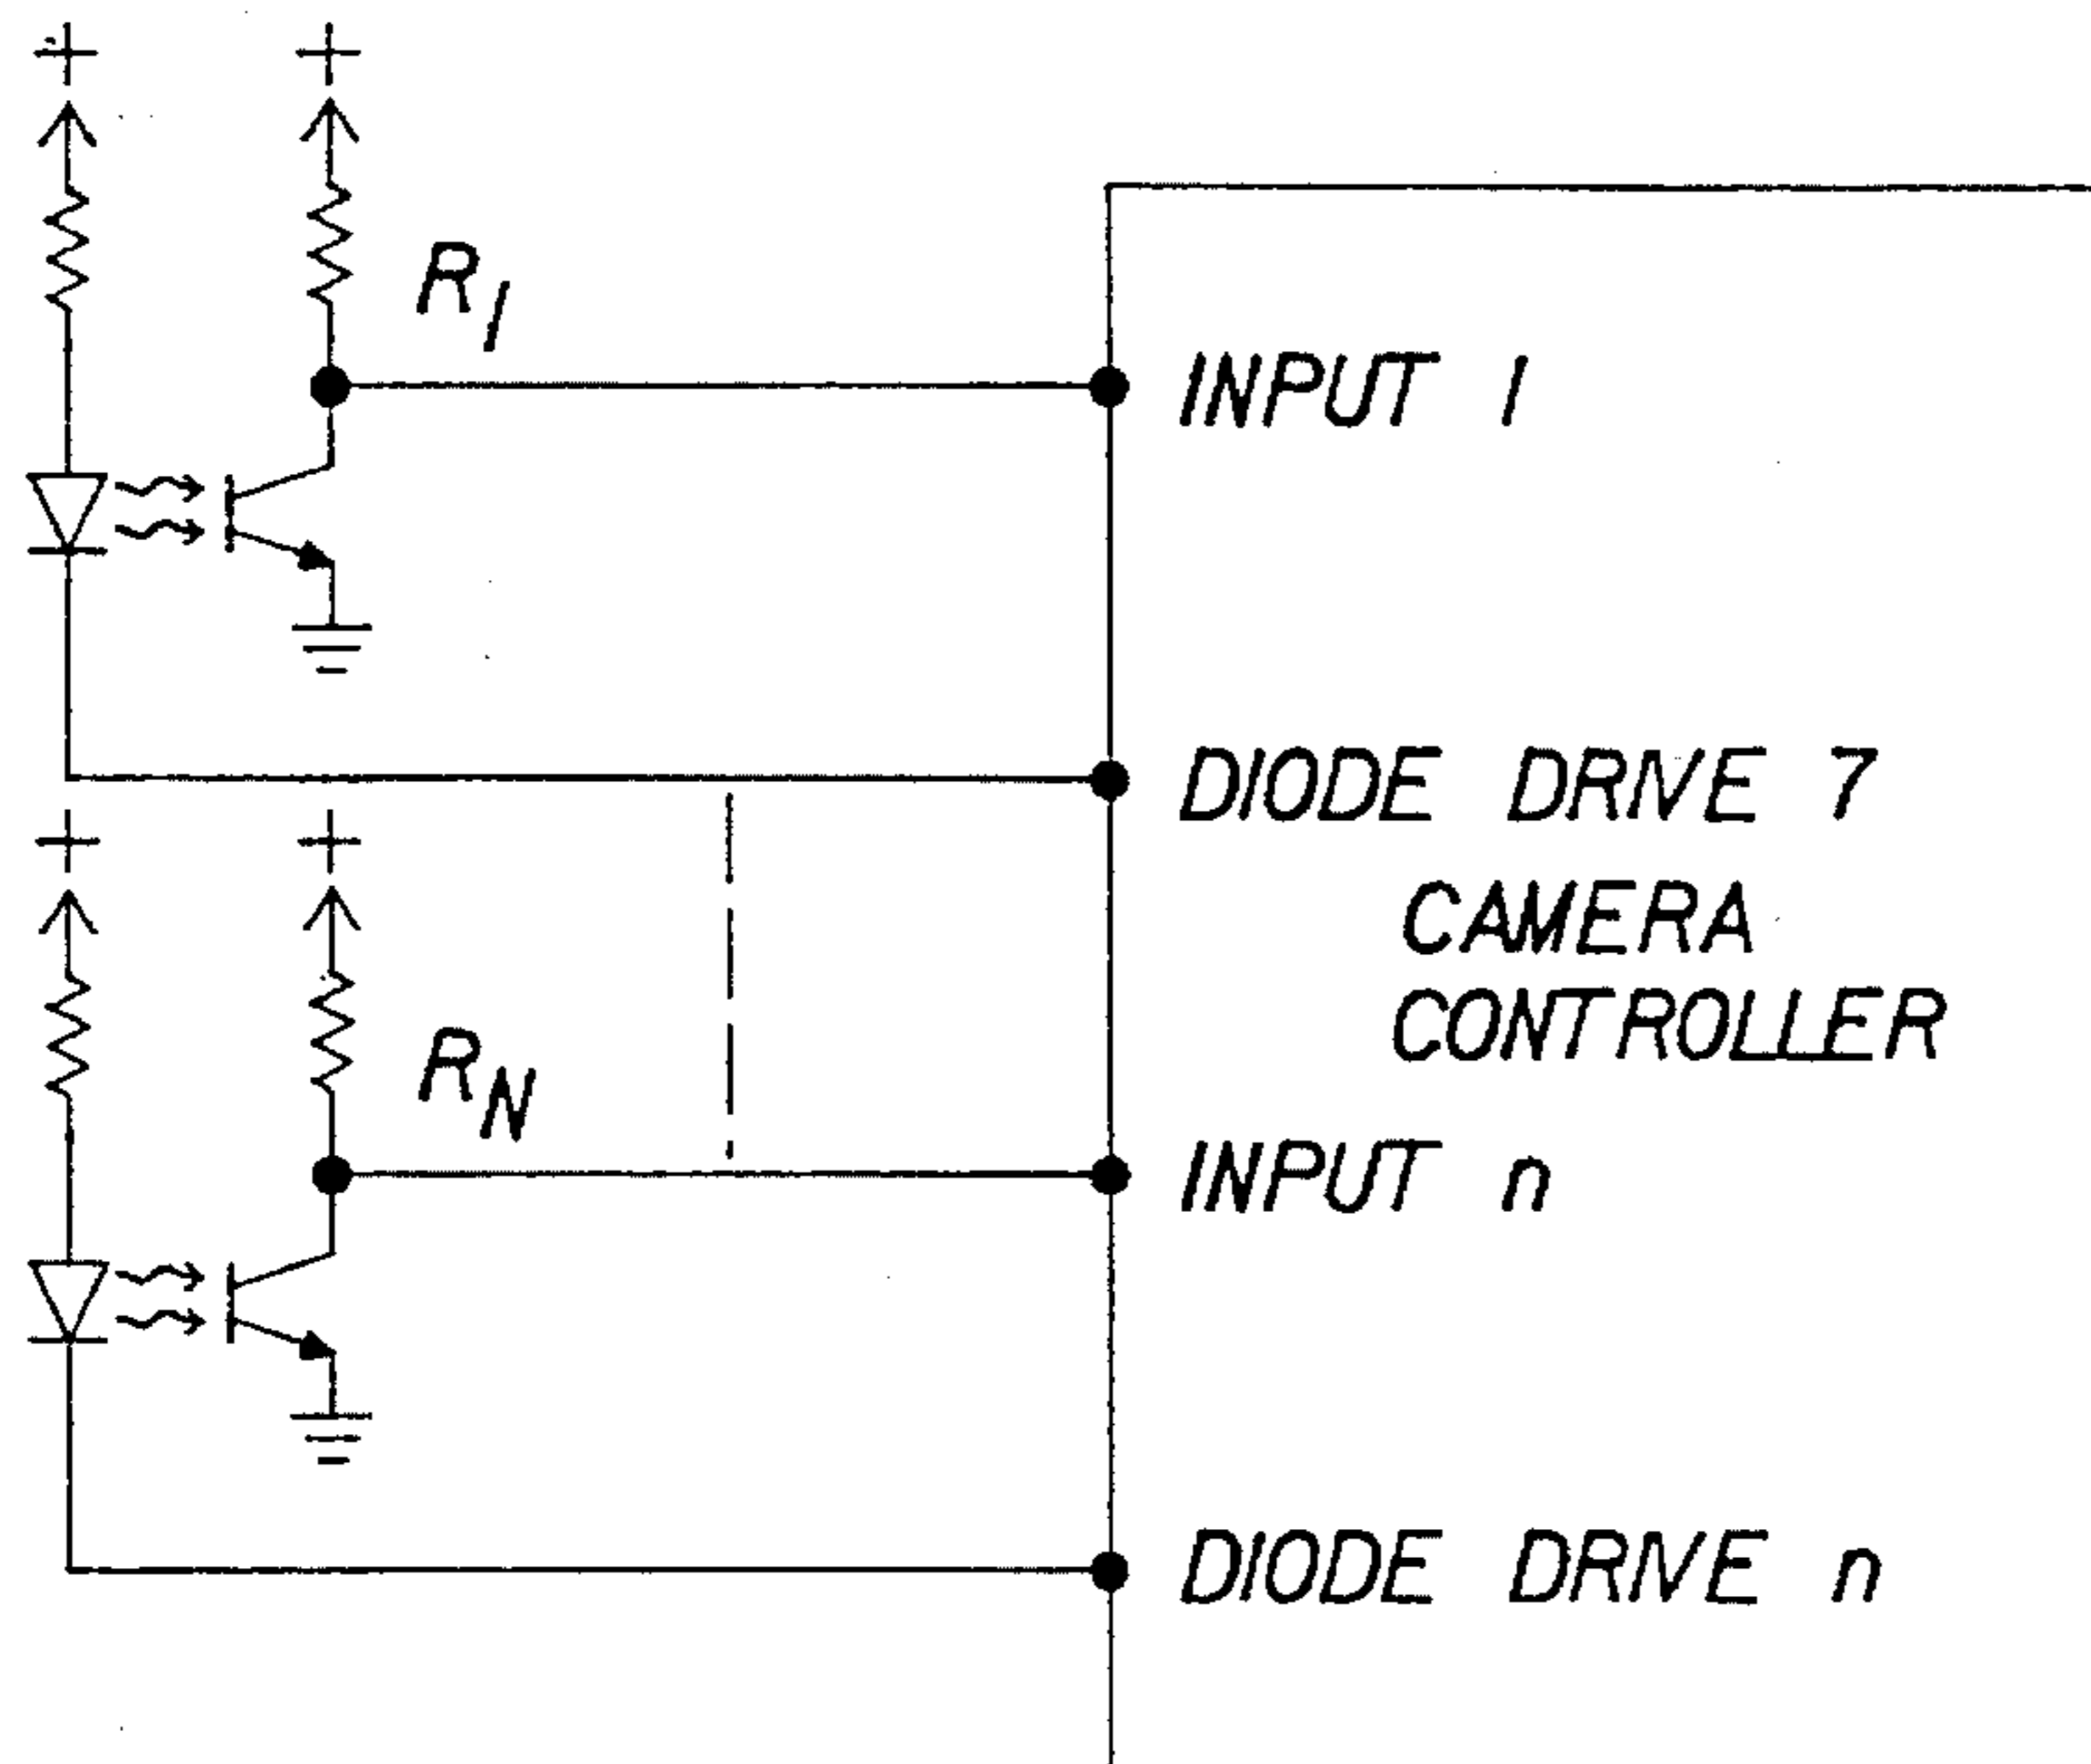 + +
R1
INPUT 1
DIODE DRIVE 7
+ +
CAMERA
CONTROLLER
RN
INPUT n
DIODE DRIVE n